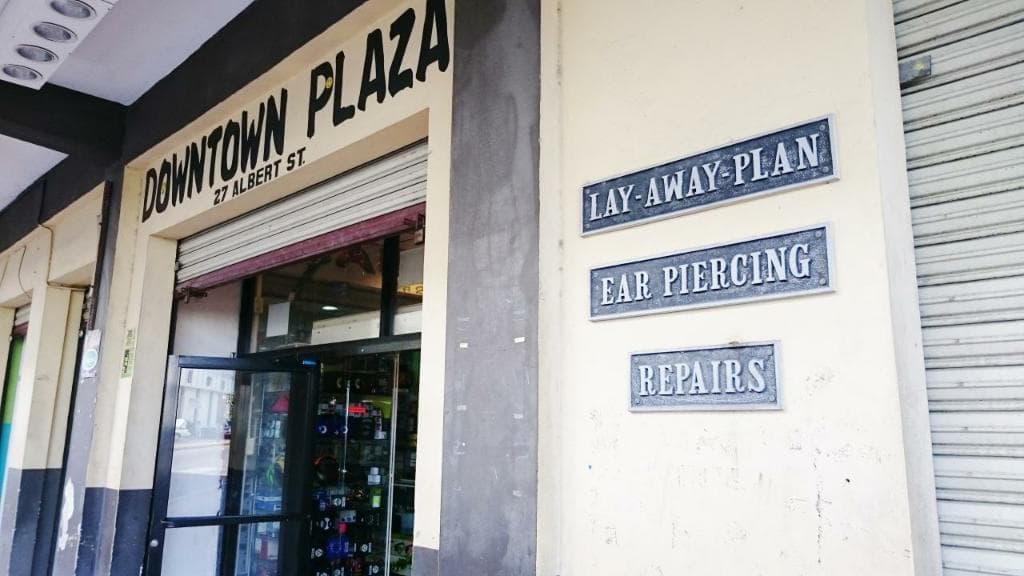 DOWNTOWN PLAZA
27 ALBERT ST.
LAY-AWAY-PLAN
EAR PIERCING
REPAIRS